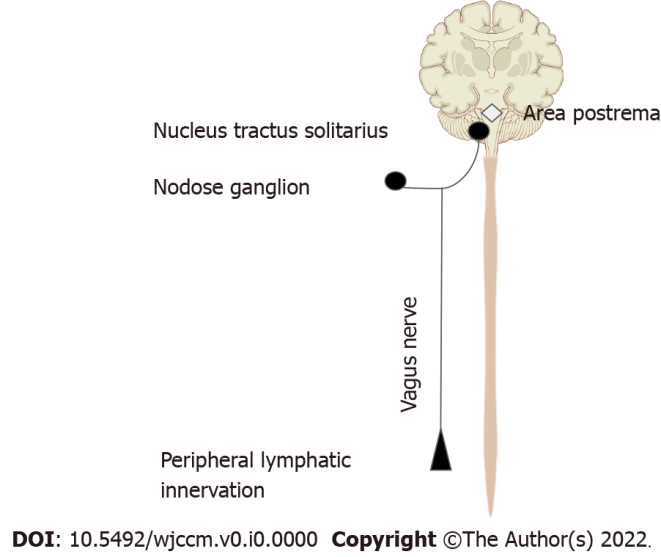 Area postrema
Nucleus tractus solitarius
Nodose ganglion
Vagus nerve
Peripheral lymphatic
innervation
DOI: 10.5492/wjccm.v0.i0.0000 Copyright ©The Author(s) 2022.